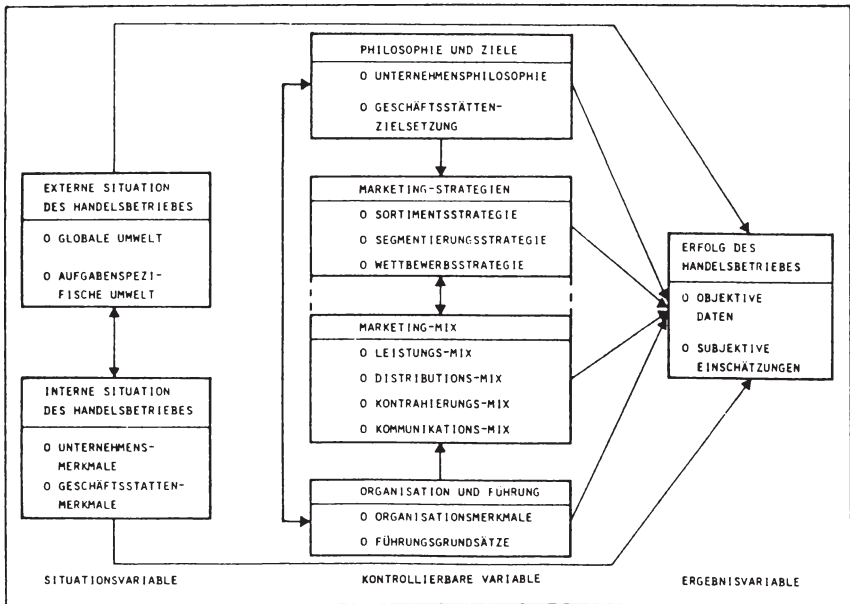 PHILOSOPHIE UND ZIELE
O UNTERNEHMENSPHILOSOPHIE
O GESCHÄFTSSTÄTTEN-
ZIELSETZUNG
EXTERNE SITUATION
DES HANDELSBETRIEBES
O GLOBALE UMWELT
O AUFGABENSPEZI-
FISCHE UMWELT
INTERNE SITUATION
DES HANDELSBETRIEBES
O UNTERNEHMENS-
MERKMALE
O GESCHÄFTSSTATTEN-
MERKMALE
SITUATIONSVARIABLE
MARKETING-STRATEGIEN
O SORTIMENTSSTRATEGIE
O SEGMENTIERUNGSSTRATEGIE
O WETTBEWERBSSTRATEGIE
MARKETING-MIX
O LEISTUNGS-MIX
O DISTRIBUTIONS-MIX
O KONTRAHIERUNGS-MIX
O KOMMUNIKATIONS-MIX
ORGANISATION UND FÜHRUNG
O ORGANISATIONSMERKMALE
O FÜHRUNGSGRUNDSÄTZE
KONTROLLIERBARE VARIABLE
ERFOLG DES
HANDELSBETRIEBES
O OBJEKTIVE
DATEN
O SUBJEKTIVE
EINSCHÄTZUNGEN
ERGEBNISVARIABLE